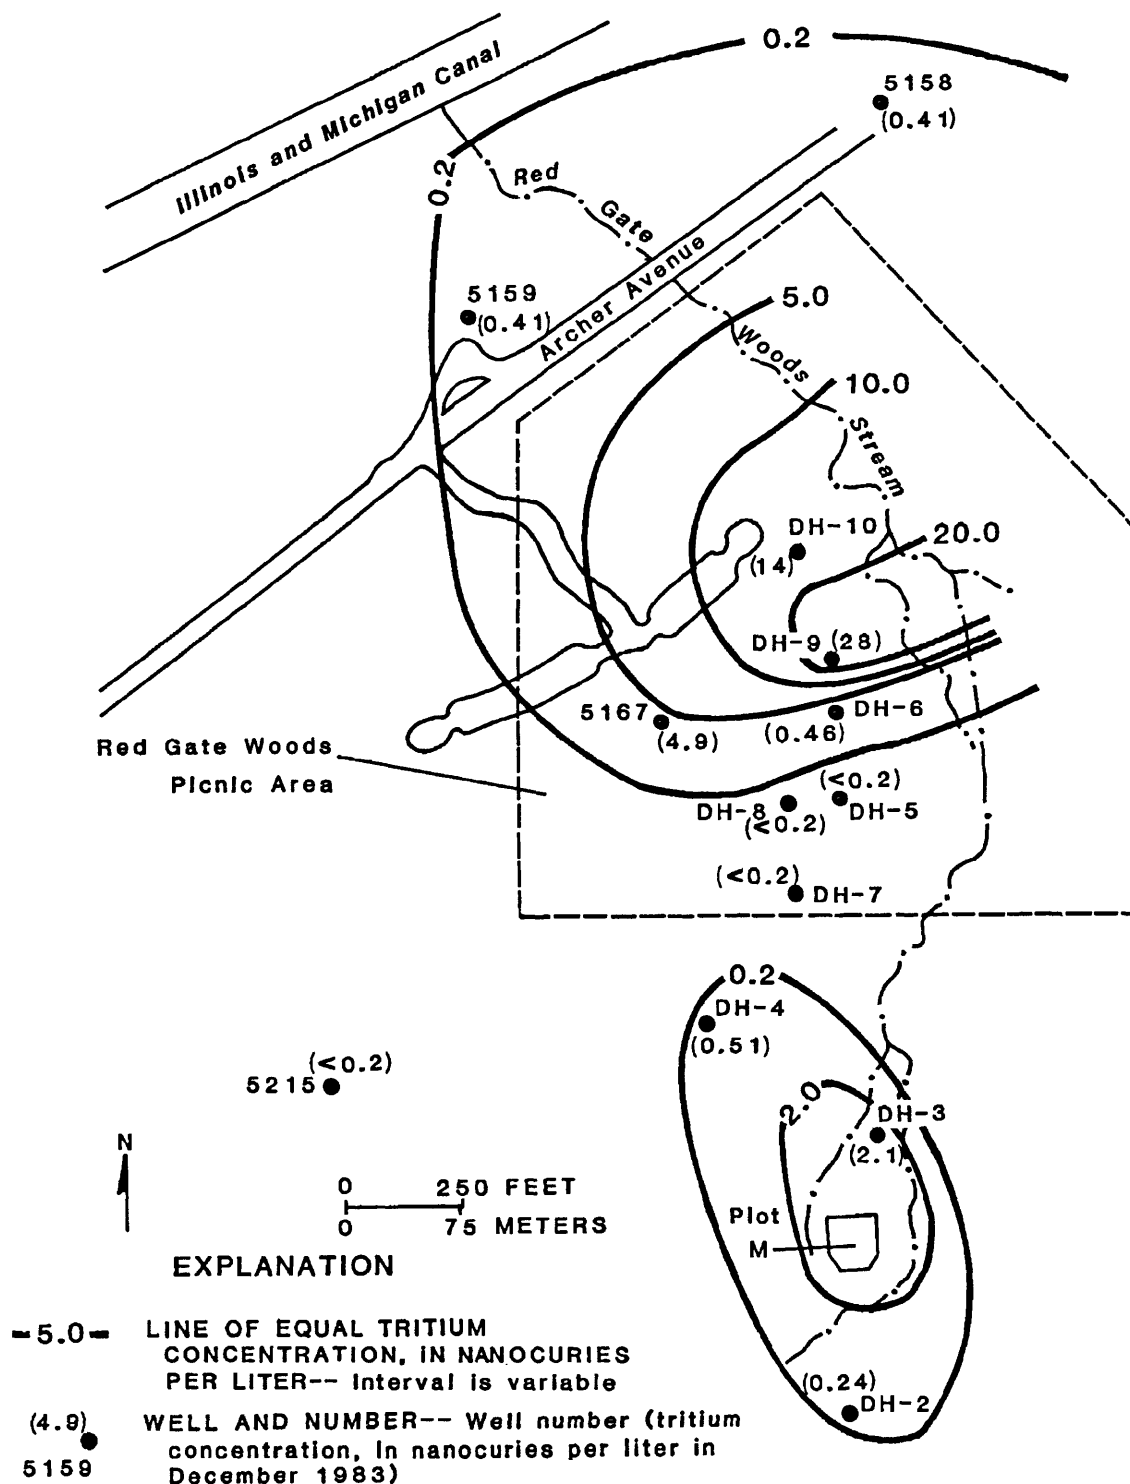 0.2
Illinois and Michigan Canal
5158
(0.41)
0.2
Red
Gate
Woods
Stream
Archer Avenue
5159
(0.41)
5.0
10.0
DH-10
(14)
20.0
DH-9 (28)
5167
(4.9)
DH-6
(0.46)
Red Gate Woods
Picnic Area
(<0.2)
DH-8
(<0.2)
DH-5
(<0.2)
DH-7
0.2
DH-4
(0.51)
(<0.2)
5215
2.0
DH-3
(2.1)
N
0 250 FEET
0 75 METERS
Plot
M
EXPLANATION
5.0
LINE OF EQUAL TRITIUM
CONCENTRATION, IN NANOCURIES
PER LITER-- Interval is variable
(0.24)
DH-2
(4.9)
5159
WELL AND NUMBER-- Well number (tritium
concentration, in nanocuries per liter in
December 1983)